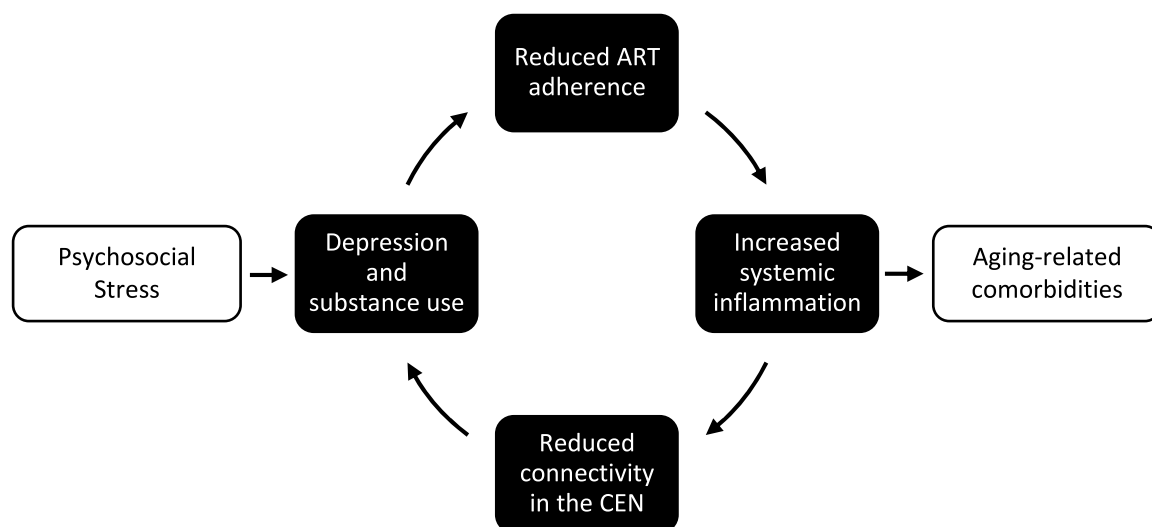 Reduced ART
adherence
Psychosocial
Stress
Depression
and
substance use
Increased
systemic
inflammation
Aging-related
comorbidities
Reduced
connectivity
in the CEN